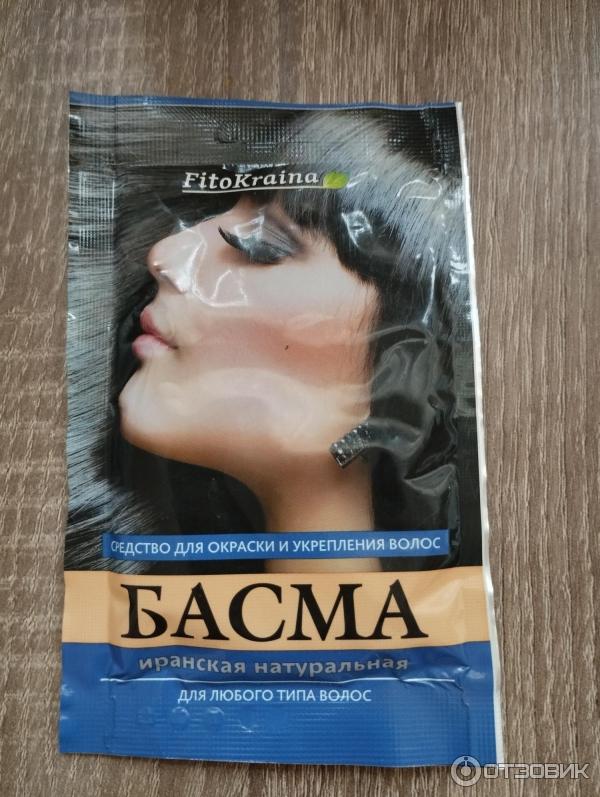 FitoKraina
СРЕДСТВО ДЛЯ ОКРАСКИ И УКРЕПЛЕНИЯ ВОЛОС
БАСМА
иранская натуральная
ДЛЯ ЛЮБОГО ТИПА ВОЛОС
ОТЗОВИК